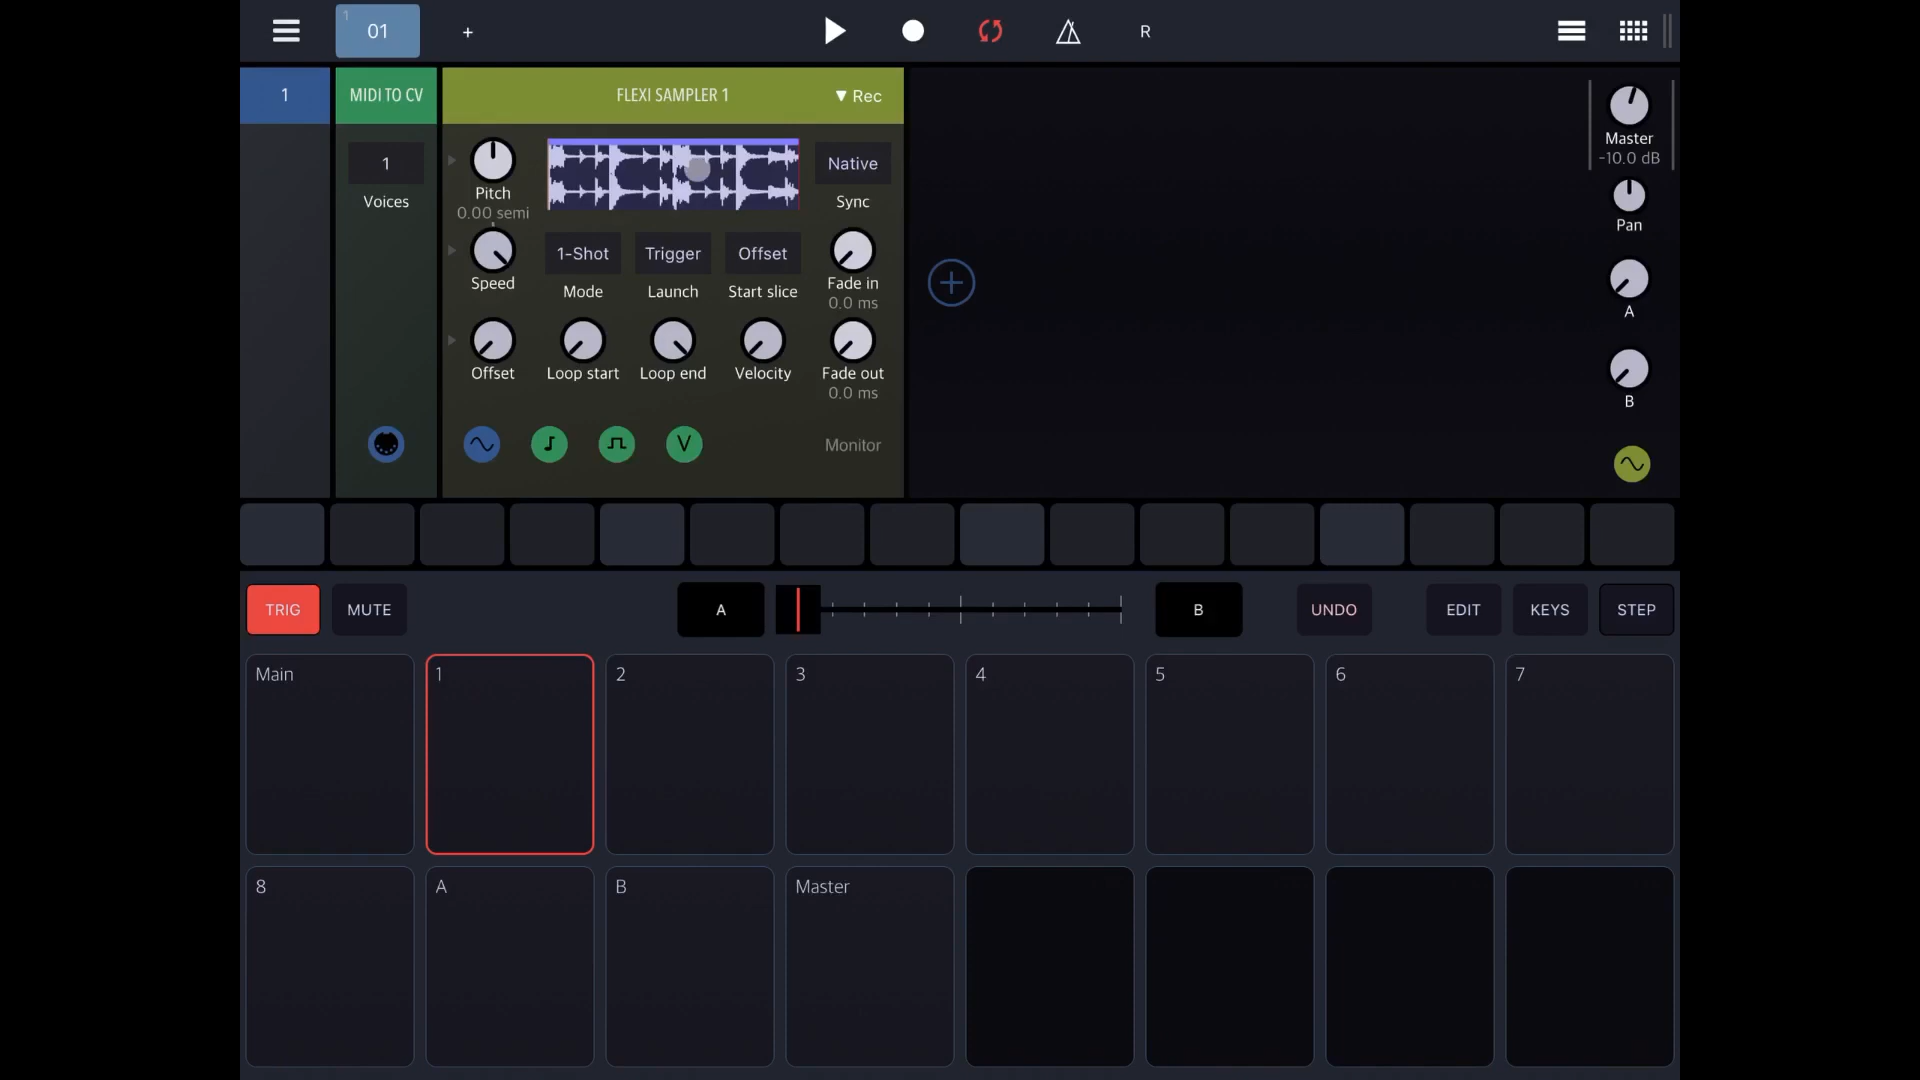 1
01
+
R
1
MIDI TO CV
FLEXI SAMPLER 1
▼ Rec
1
Voices
Pitch
0.00 semi
Native
Sync
Speed
1-Shot
Mode
Trigger
Launch
Offset
Start slice
Fade in
0.0 ms
Offset
Loop start
Loop end
Velocity
Fade out
0.0 ms
V
Monitor
Master
-10.0 dB
Pan
A
B
TRIG
MUTE
A
B
UNDO
EDIT
KEYS
STEP
Main
1
2
3
4
5
6
7
8
A
B
Master